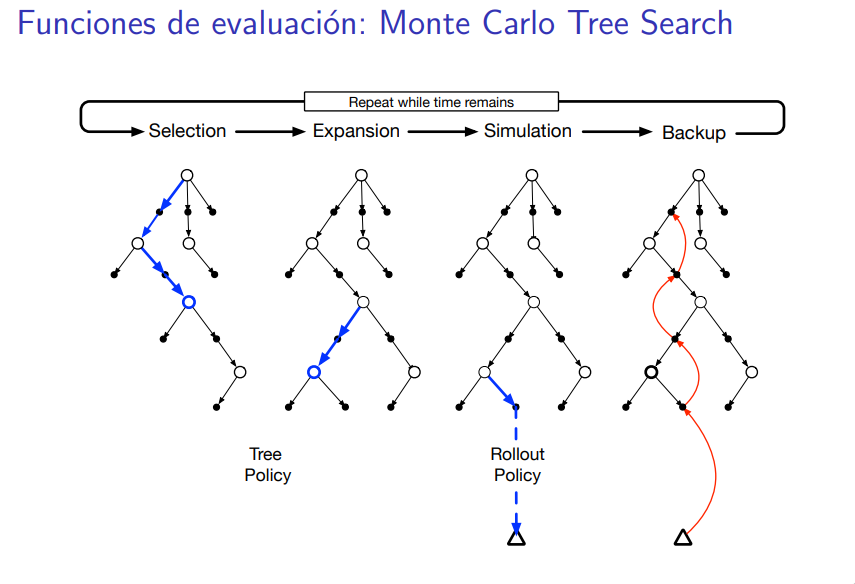 Funciones de evaluación: Monte Carlo Tree Search
Repeat while time remains
Selection
Expansion
Simulation
Backup
Tree
Policy
Rollout
Policy